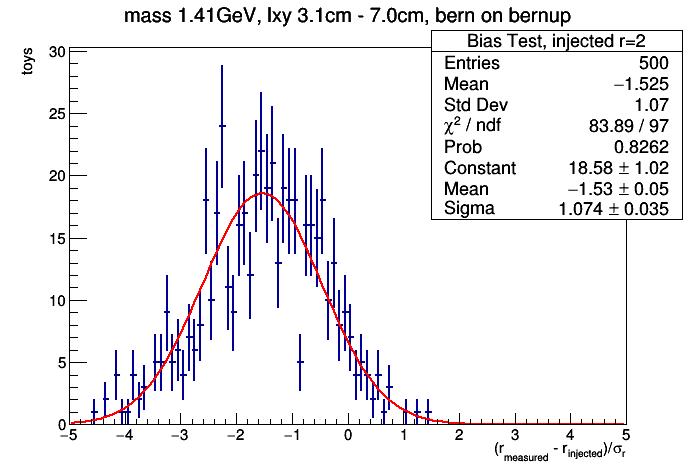 mass 1.41GeV, lxy 3.1cm - 7.0cm, bern on bernup
Bias Test, injected r=2
Entries 500
Mean −1.525
Std Dev 1.07
χ² / ndf 83.89 / 97
Prob 0.8262
Constant 18.58 ± 1.02
Mean −1.53 ± 0.05
Sigma 1.074 ± 0.035
toys
30
25
20
15
10
5
0
−5 −4 −3 −2 −1 0 1 2 3 4 5
(r_measured - r_injected)/σ_r